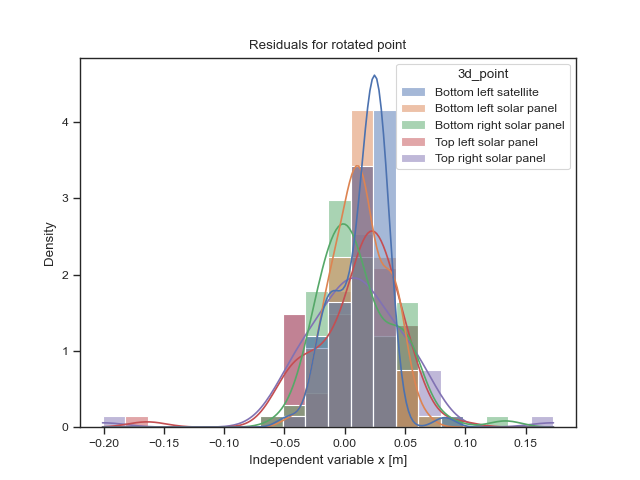 Residuals for rotated point
3d_point
Bottom left satellite
Bottom left solar panel
Bottom right solar panel
Top left solar panel
Top right solar panel
Density
4
3
2
1
0
−0.20 −0.15 −0.10 −0.05 0.00 0.05 0.10 0.15
Independent variable x [m]